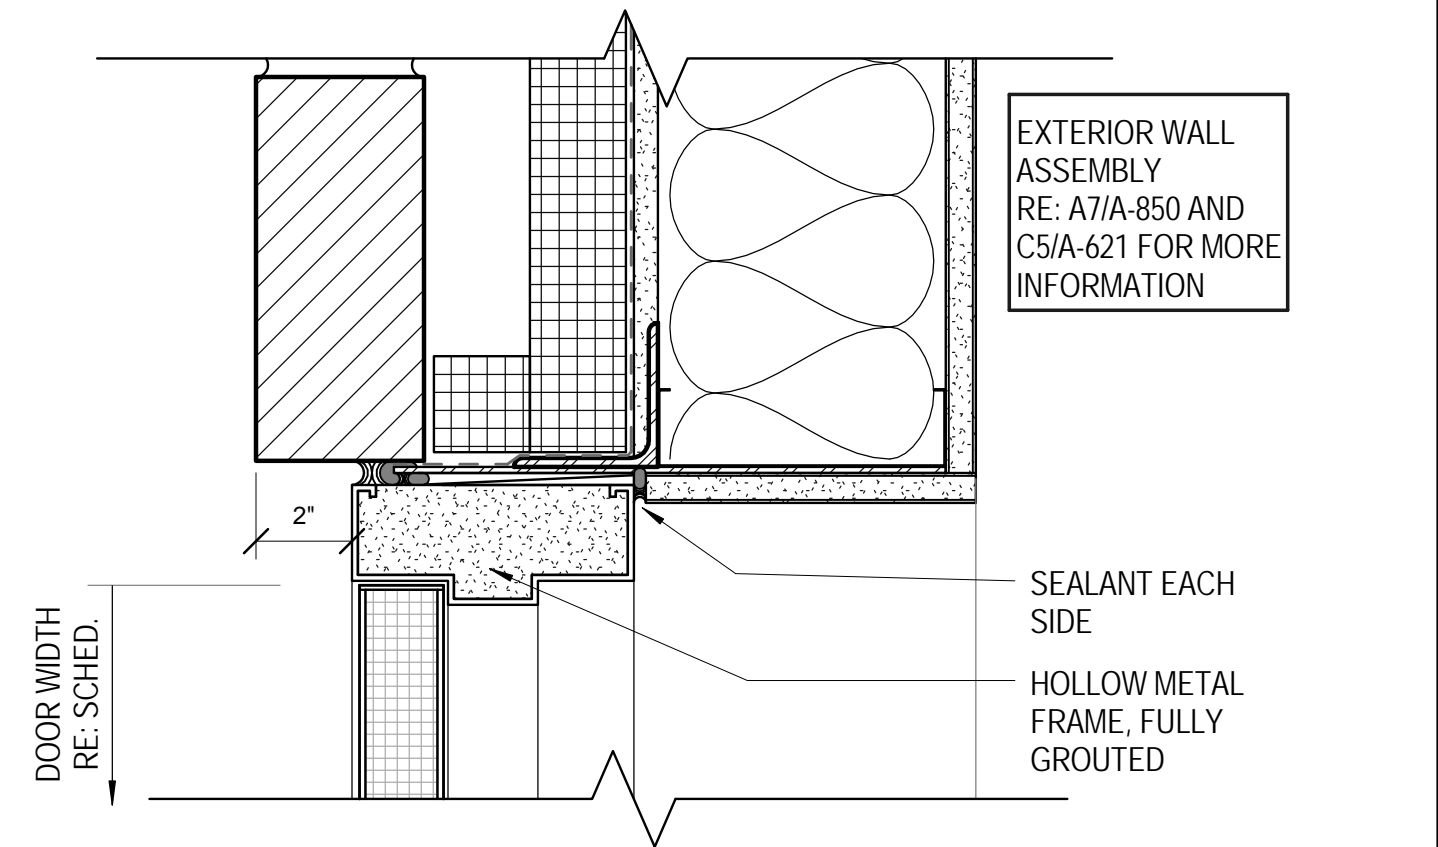 EXTERIOR WALL
ASSEMBLY
RE: A7/A-850 AND
C5/A-621 FOR MORE
INFORMATION
2"
SEALANT EACH
SIDE
HOLLOW METAL
FRAME, FULLY
GROUTED
DOOR WIDTH
RE: SCHED.